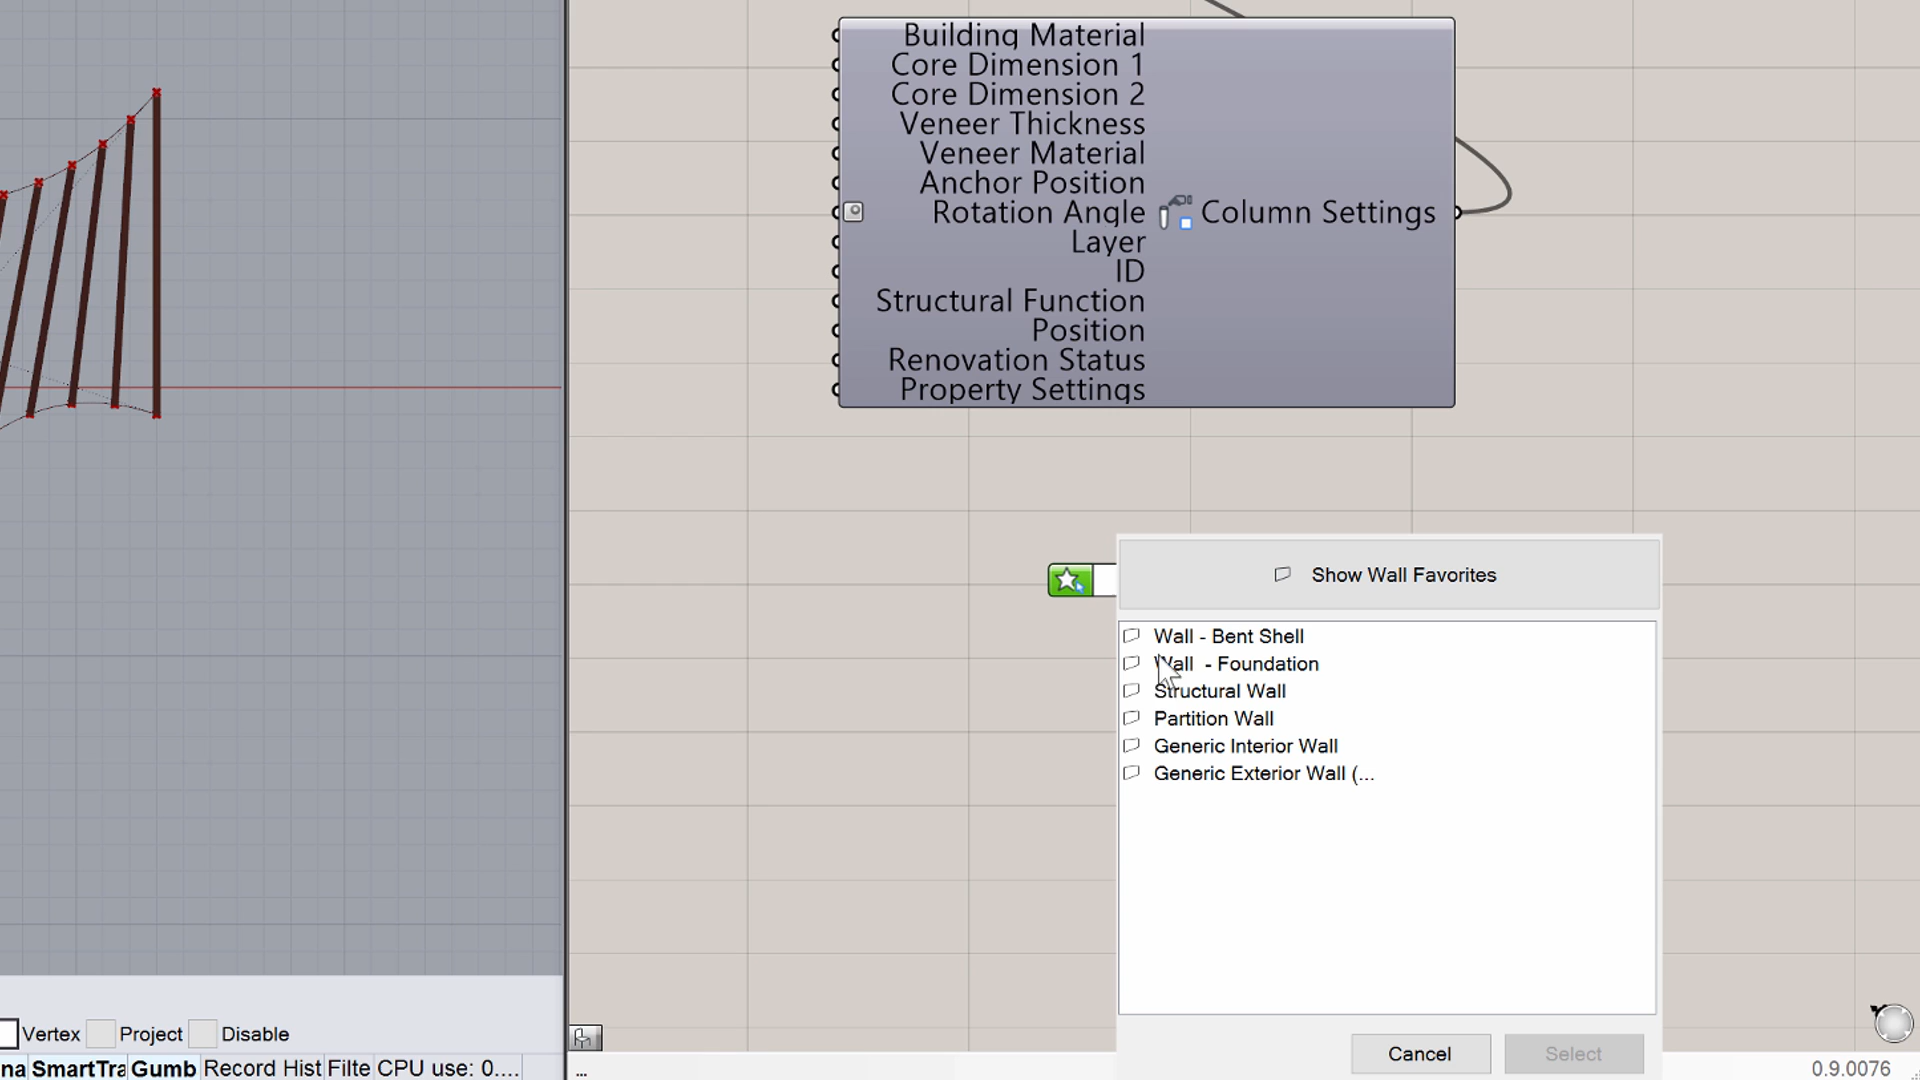 Building Material
Core Dimension 1
Core Dimension 2
Veneer Thickness
Veneer Material
Anchor Position
Rotation Angle
Column Settings
Layer
ID
Structural Function
Position
Renovation Status
Property Settings
Show Wall Favorites
Wall - Bent Shell
Wall - Foundation
Structural Wall
Partition Wall
Generic Interior Wall
Generic Exterior Wall (...
Cancel
Select
Vertex
Project
Disable
na
SmartTra
Gumb
Record Hist
Filte
CPU use: 0....
...
0.9.0076